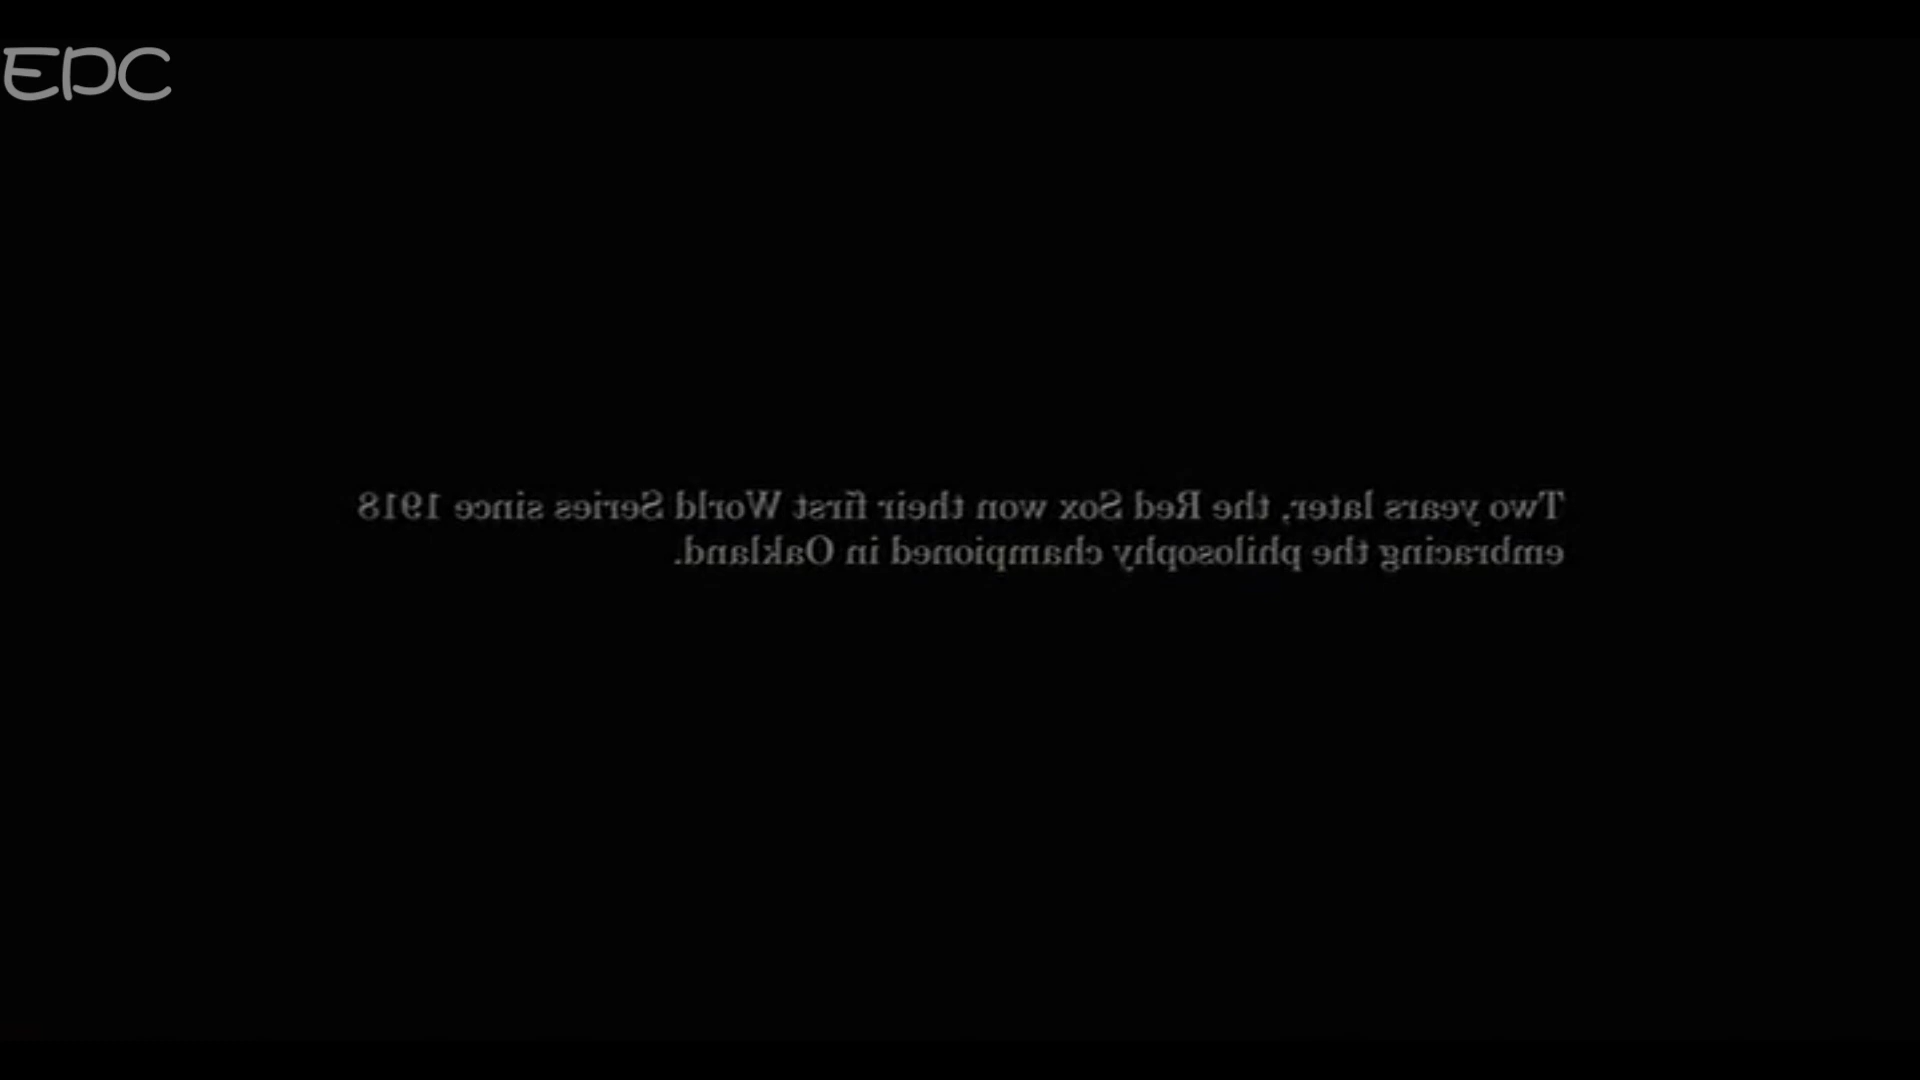 EDC
Two years later, the Red Sox won their first World Series since 1918
embracing the philosophy championed in Oakland.